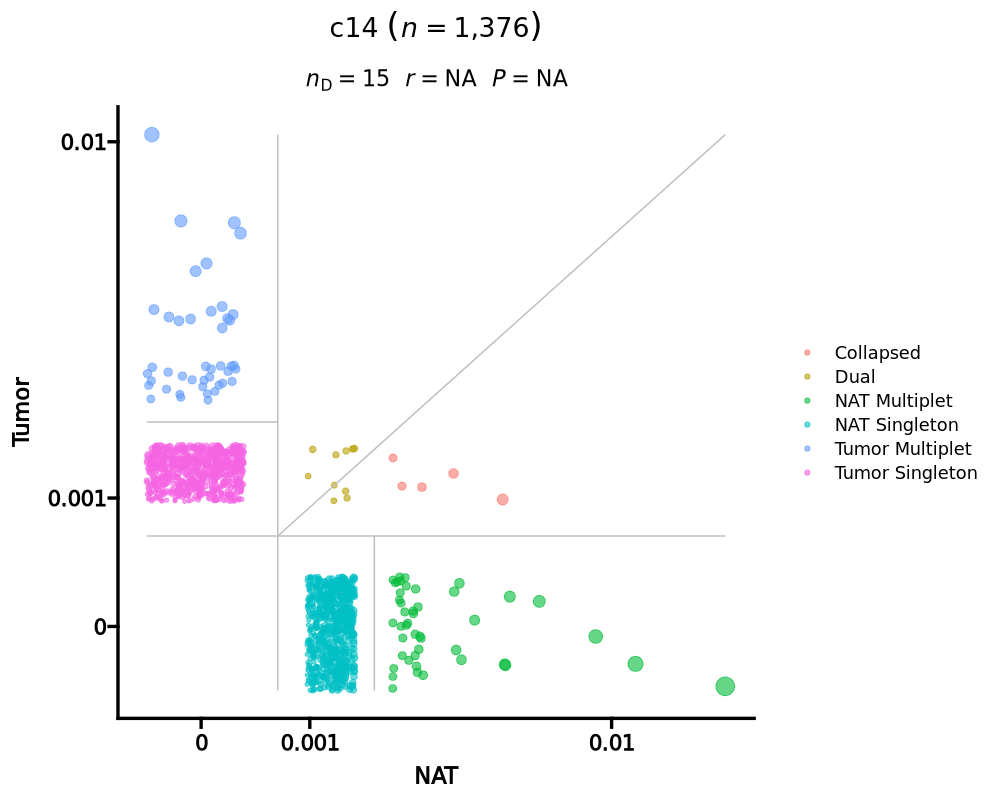 c14 (n = 1,376)
n_D = 15 r = NA P = NA
Tumor
0.01
0.001
0
0 0.001 0.01
NAT
Collapsed
Dual
NAT Multiplet
NAT Singleton
Tumor Multiplet
Tumor Singleton